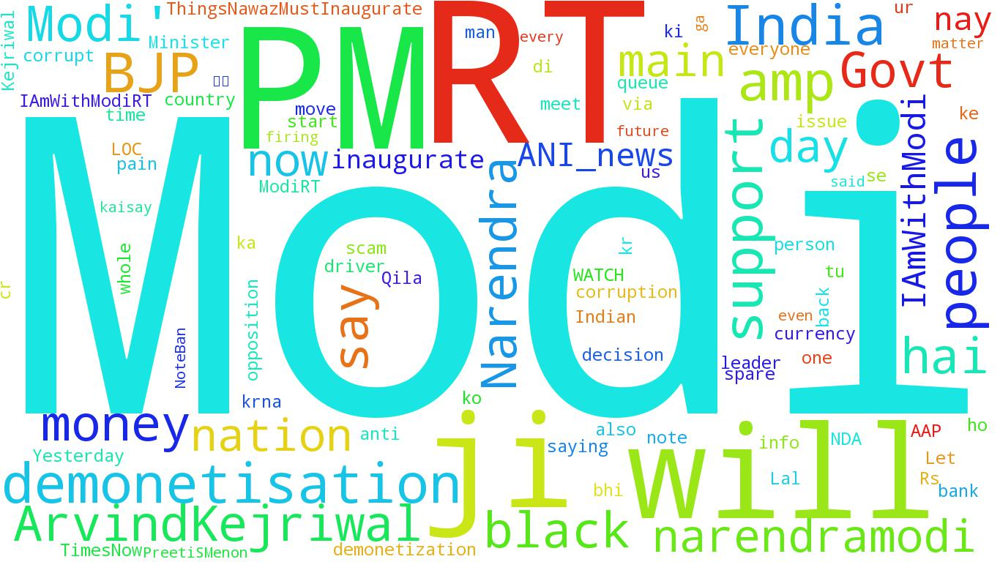 ThingsNawazMustInaugurate
Modi'
Kejriwal
Minister
corrupt
BJP
PM
RT
man
every
ki
ga
India
ur
nay
matter
everyone
main
di
amp
Govt
IAmWithModiRT
country
time
move
start
firing
meet
queue
via
future
issue
ke
LOC
pain
now
inaugurate
ANI_news
us
day
said
se
IAmWithModi
people
ModiRT
Narendra
support
Modi
kaisay
whole
ka
scam
driver
Qila
say
kr
WATCH
corruption
Indian
decision
person
tu
back
even
currency
leader
spare
one
hai
cr
NoteBan
opposition
krna
ko
money
nation
anti
ji
saying
also
note
will
info
NDA
AAP
ho
Yesterday
Let
Rs
bank
Lal
bhi
demonetisation
ArvindKejriwal
black
narendramodi
TimesNow
PreetiSMenon
demonetization